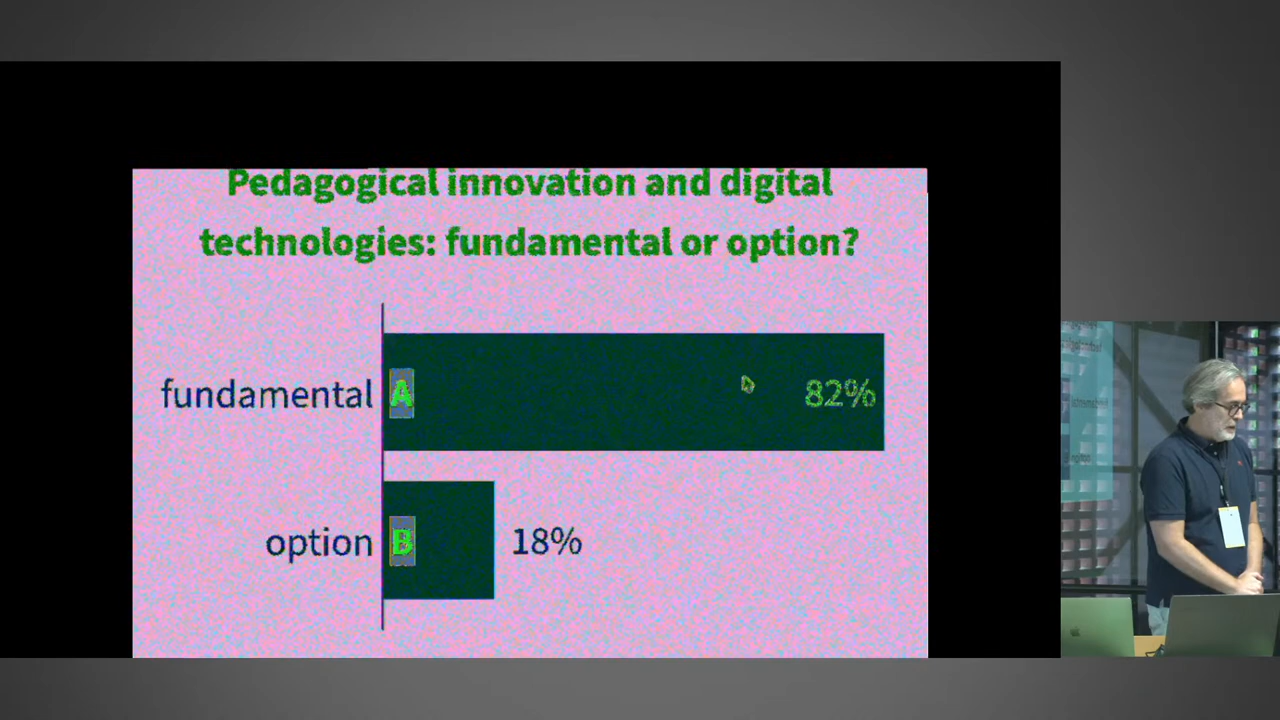 Pedagogical innovation and digital
technologies: fundamental or option?
fundamental A 82%
option B 18%